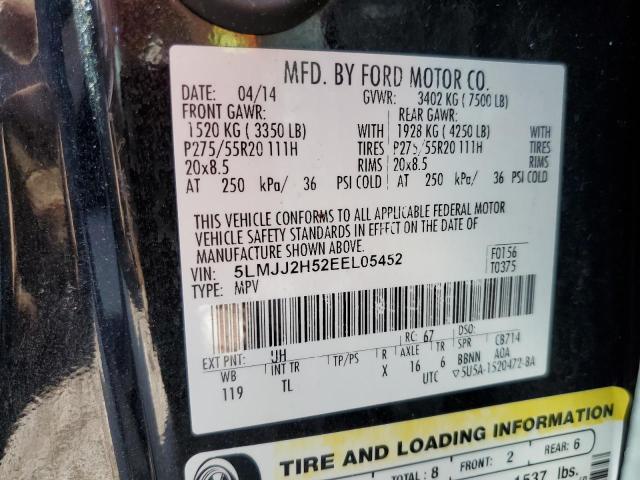 MFD. BY FORD MOTOR CO.
DATE: 04/14 GVWR: 3402 KG ( 7500 LB)
FRONT GAWR: REAR GAWR:
1520 KG ( 3350 LB) WITH 1928 KG ( 4250 LB) WITH
P275/55R20 111H TIRES P275/55R20 111H TIRES
20x8.5 RIMS 20x8.5 RIMS
AT 250 kPa/ 36 PSI COLD AT 250 kPa/ 36 PSI COLD
THIS VEHICLE CONFORMS TO ALL APPLICABLE FEDERAL MOTOR
VEHICLE SAFETY STANDARDS IN EFFECT ON THE DATE OF
MANUFACTURE SHOWN ABOVE.
VIN: 5LMJJ2H52EEL05452 F0156
TYPE: MPV T0375
EXT PNT: UH RC: 67 DSO:
WB INT TR TP/PS R AXLE TR SPR CB714
119 TL X 16 6 BBNN AOA
UTC ▽5U5A-1520472-BA
TIRE AND LOADING INFORMATION
TOTAL: 8 FRONT: 2 REAR: 6
1537 lbs.